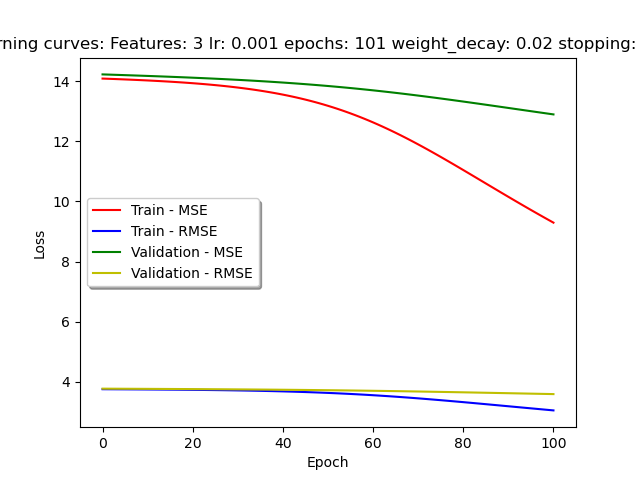 rning curves: Features: 3 lr: 0.001 epochs: 101 weight_decay: 0.02 stopping:
14
12
10
8
6
4
Loss
Train - MSE
Train - RMSE
Validation - MSE
Validation - RMSE
0 20 40 60 80 100
Epoch